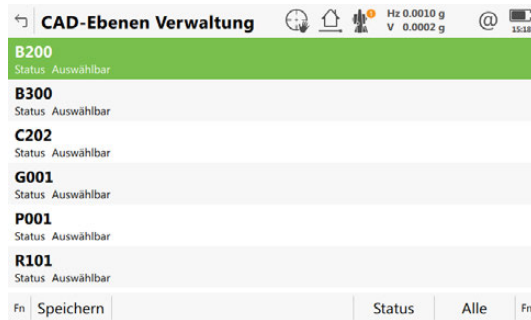 CAD-Ebenen Verwaltung
Hz 0.0010 g
V 0.0002 g
@
15:18
B200
Status Auswählbar
B300
Status Auswählbar
C202
Status Auswählbar
G001
Status Auswählbar
P001
Status Auswählbar
R101
Status Auswählbar
Fn Speichern Status Alle Fn